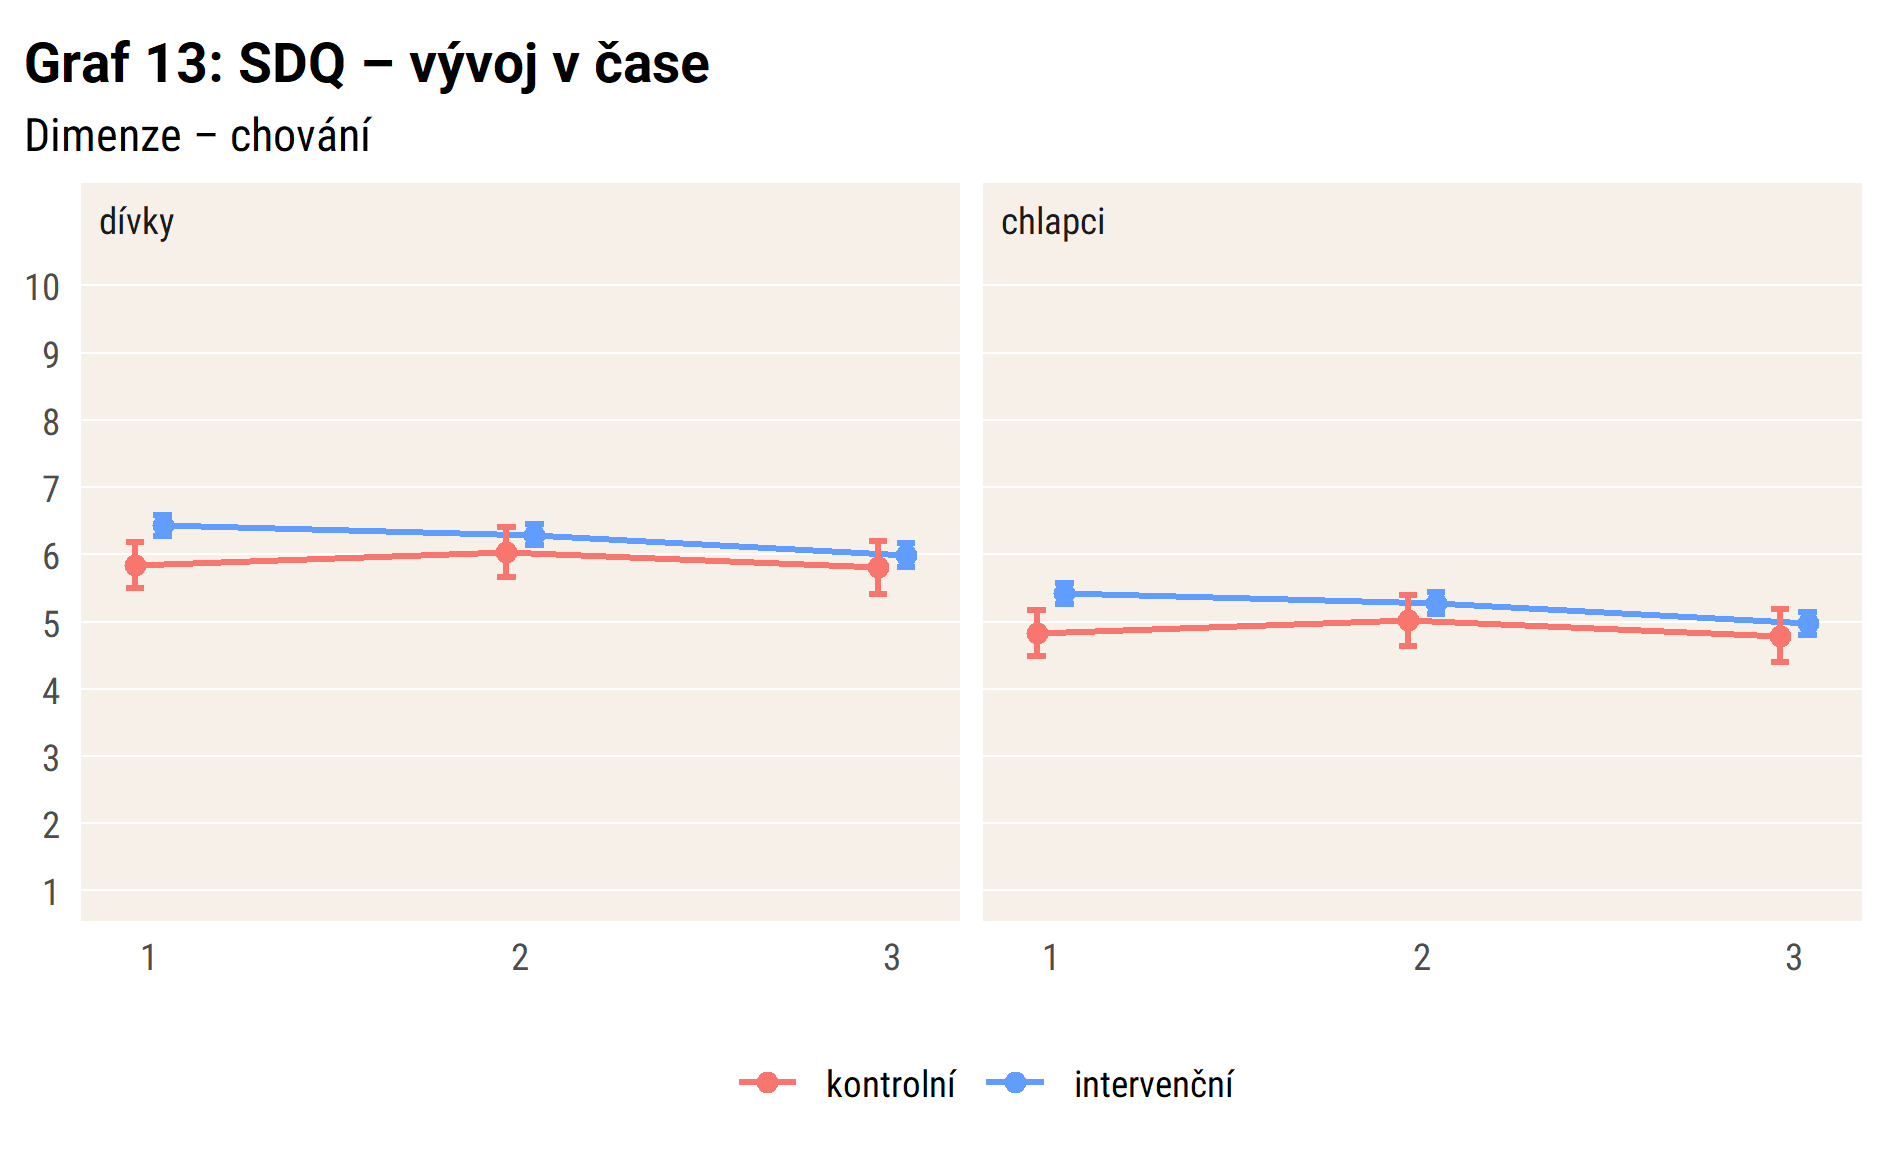 Graf 13: SDQ – vývoj v čase
Dimenze – chování
dívky
chlapci
10
9
8
7
6
5
4
3
2
1
1 2 3 1 2 3
kontrolní intervenční